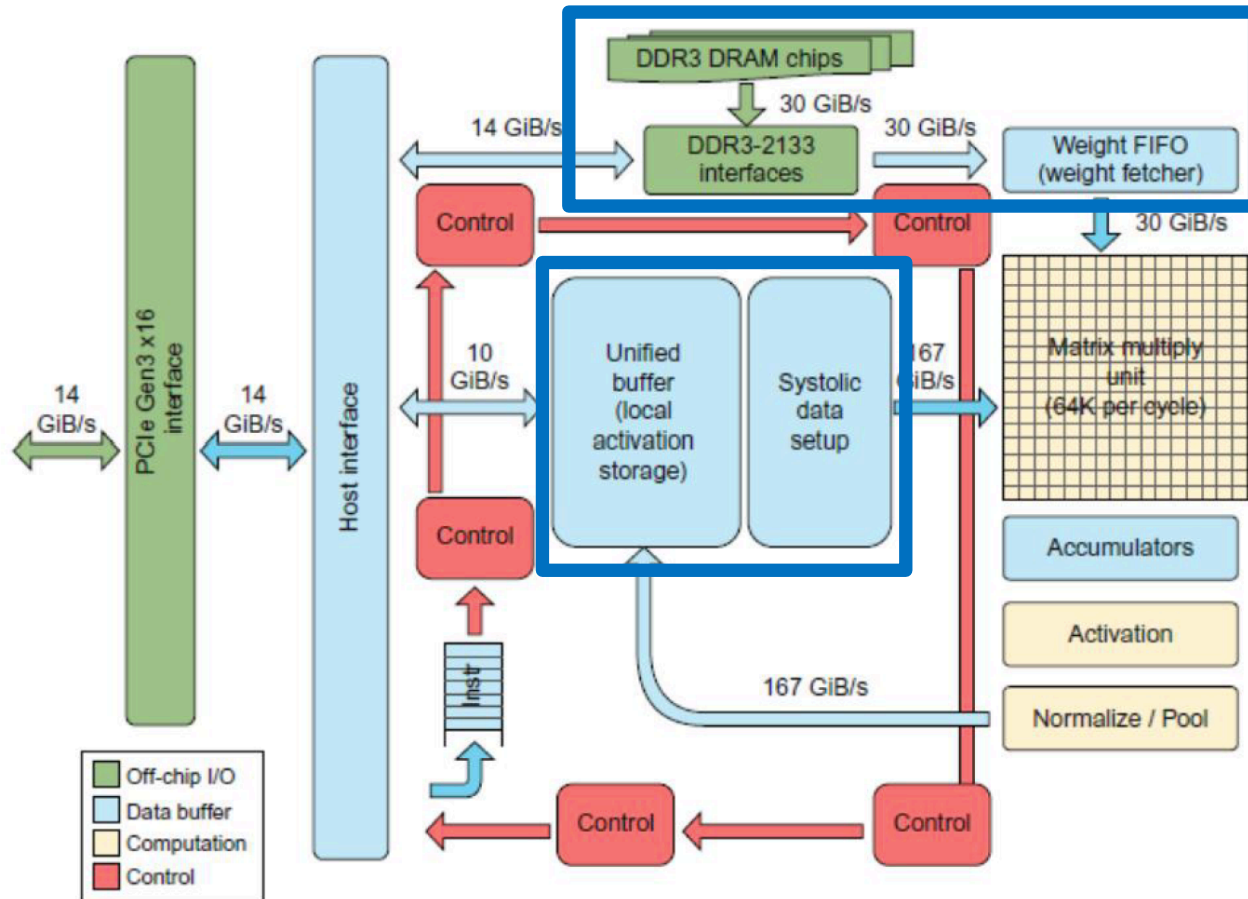 DDR3 DRAM chips
30 GiB/s
14 GiB/s
DDR3-2133
interfaces
30 GiB/s
Weight FIFO
(weight fetcher)
30 GiB/s
Control
Control
PCIe Gen3 x16
interface
Host interface
14
GiB/s
14
GiB/s
10
GiB/s
Unified
buffer
(local
activation
storage)
Systolic
data
setup
167
GiB/s
Matrix multiply
unit
(64K per cycle)
Control
Accumulators
Activation
Normalize / Pool
167 GiB/s
Instr
Control
Control
Off-chip I/O
Data buffer
Computation
Control